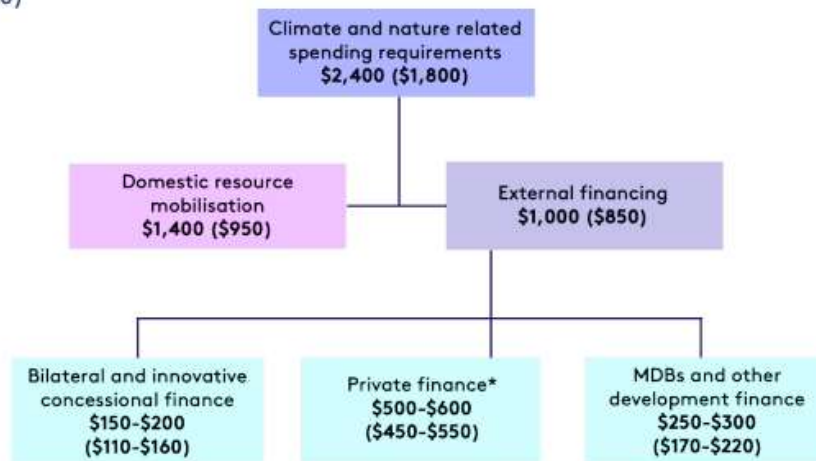 Climate and nature related
spending requirements
$2,400 ($1,800)
Domestic resource
mobilisation
$1,400 ($950)
External financing
$1,000 ($850)
Bilateral and innovative
concessional finance
$150-$200
($110-$160)
Private finance*
$500-$600
($450-$550)
MDBs and other
development finance
$250-$300
($170-$220)